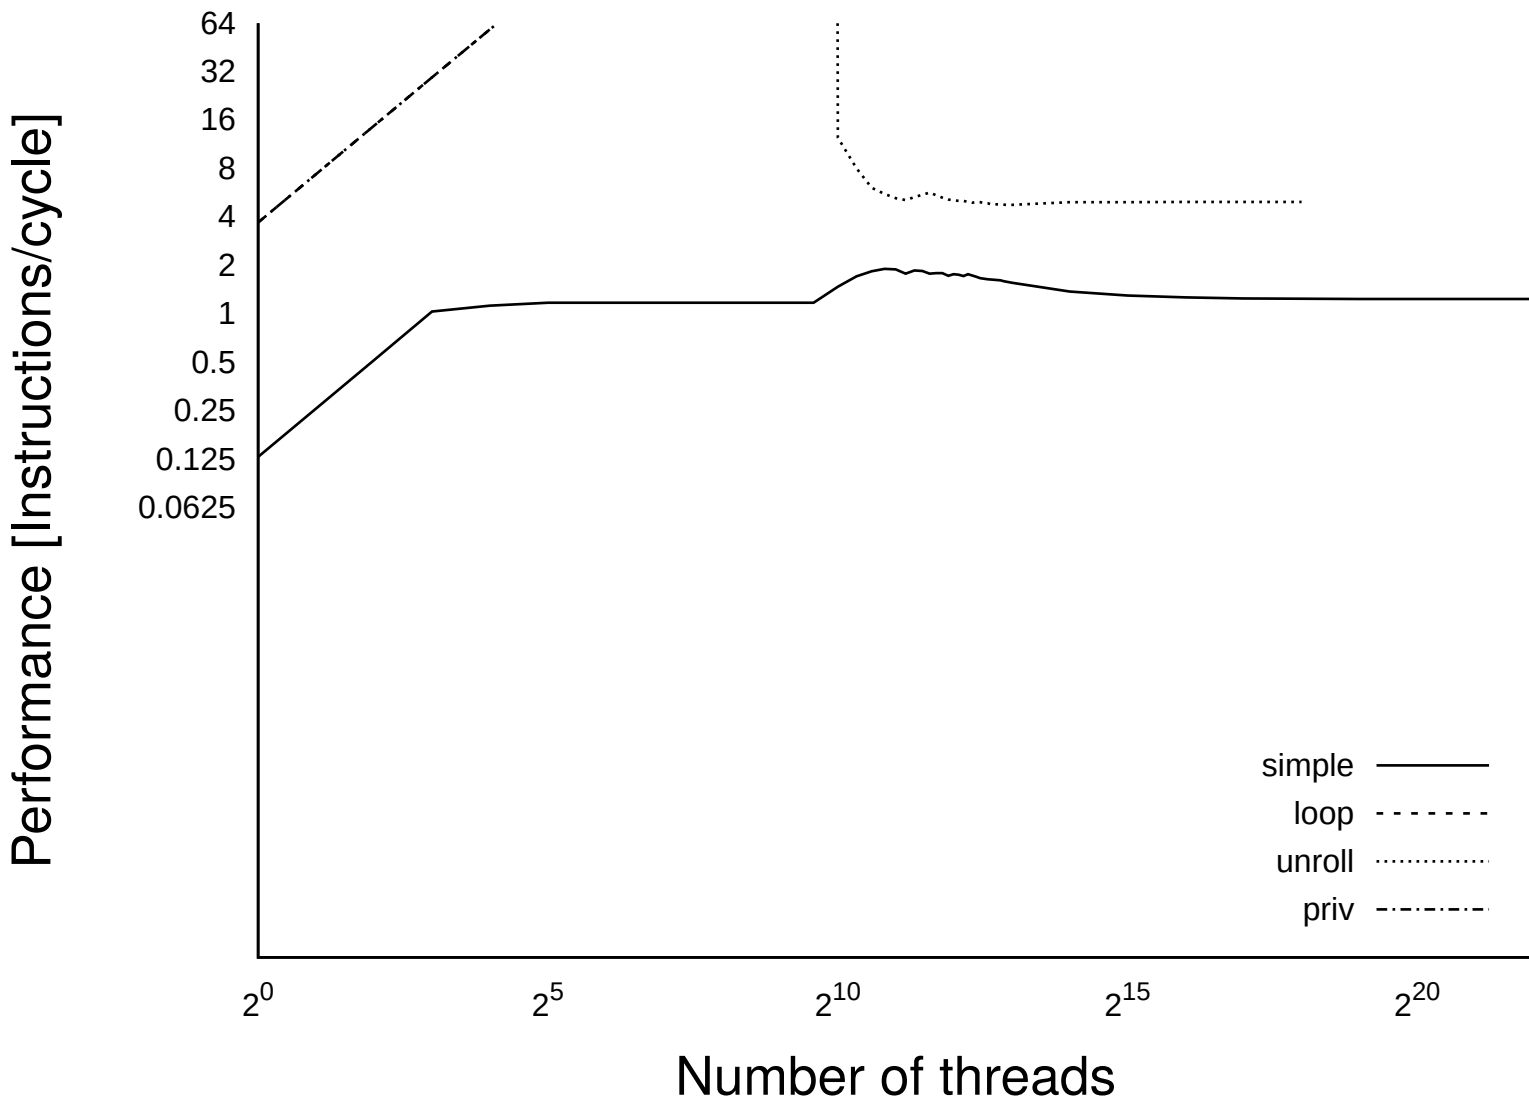 Performance [Instructions/cycle]
64
32
16
8
4
2
1
0.5
0.25
0.125
0.0625
simple
loop
unroll
priv
2^0 2^5 2^10 2^15 2^20
Number of threads